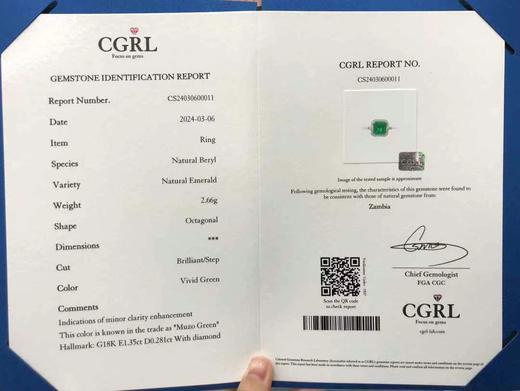 CGRL
Focus on gems
GEMSTONE IDENTIFICATION REPORT
Report Number. CS24030600011
Date 2024-03-06
Item Ring
Species Natural Beryl
Variety Natural Emerald
Weight 2.66g
Shape Octagonal
Dimensions ***
Cut Brilliant/Step
Color Vivid Green
Comments
Indications of minor clarity enhancement
This color is known in the trade as "Muzo Green"
Hallmark: G18K E1.35ct D0.281ct With diamond
CGRL REPORT NO.
CS24030600011
CGRL
Image of the tested sample is approximate
Following gemological testing, the characteristics of this gemstone were found to
be consistent with those of natural gemstone from:
Zambia
Scan the QR code
to check report
Chief Gemologist
FGA CGC
CGRL
Focus on gems
cgrl-lab.com